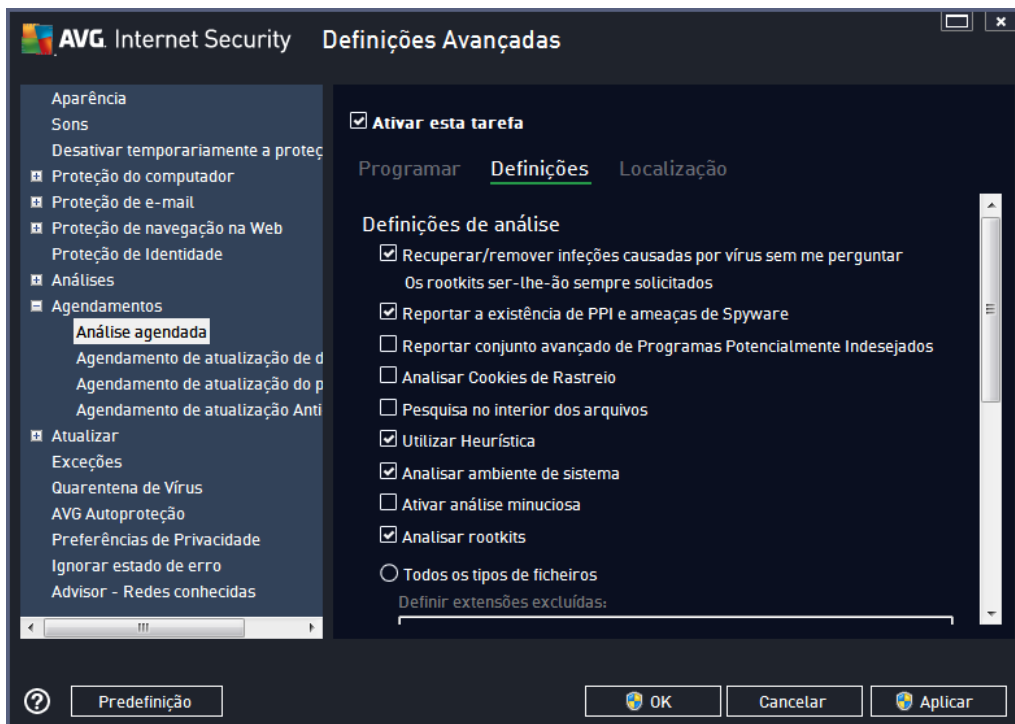 AVG. Internet Security Definições Avançadas
Aparência
Sons
Desativar temporariamente a proteç
Proteção do computador
Proteção de e-mail
Proteção de navegação na Web
Proteção de Identidade
Análises
Agendamentos
Análise agendada
Agendamento de atualização de d
Agendamento de atualização do p
Agendamento de atualização Anti
Atualizar
Exceções
Quarentena de Vírus
AVG Autoproteção
Preferências de Privacidade
Ignorar estado de erro
Advisor - Redes conhecidas
Ativar esta tarefa
Programar Definições Localização
Definições de análise
Recuperar/remover infeções causadas por vírus sem me perguntar
Os rootkits ser-lhe-ão sempre solicitados
Reportar a existência de PPI e ameaças de Spyware
Reportar conjunto avançado de Programas Potencialmente Indesejados
Analisar Cookies de Rastreio
Pesquisa no interior dos arquivos
Utilizar Heurística
Analisar ambiente de sistema
Ativar análise minuciosa
Analisar rootkits
Todos os tipos de ficheiros
Definir extensões excluídas:
Predefinição OK Cancelar Aplicar